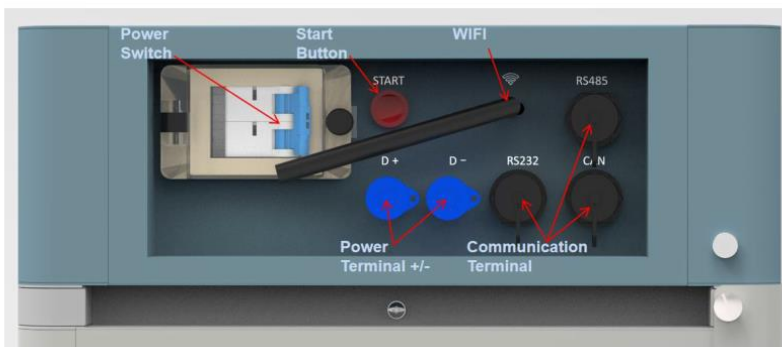 Power
Switch
Start
Button
WIFI
START
RS485
D +
D −
RS232
CAN
Power
Terminal +/-
Communication
Terminal